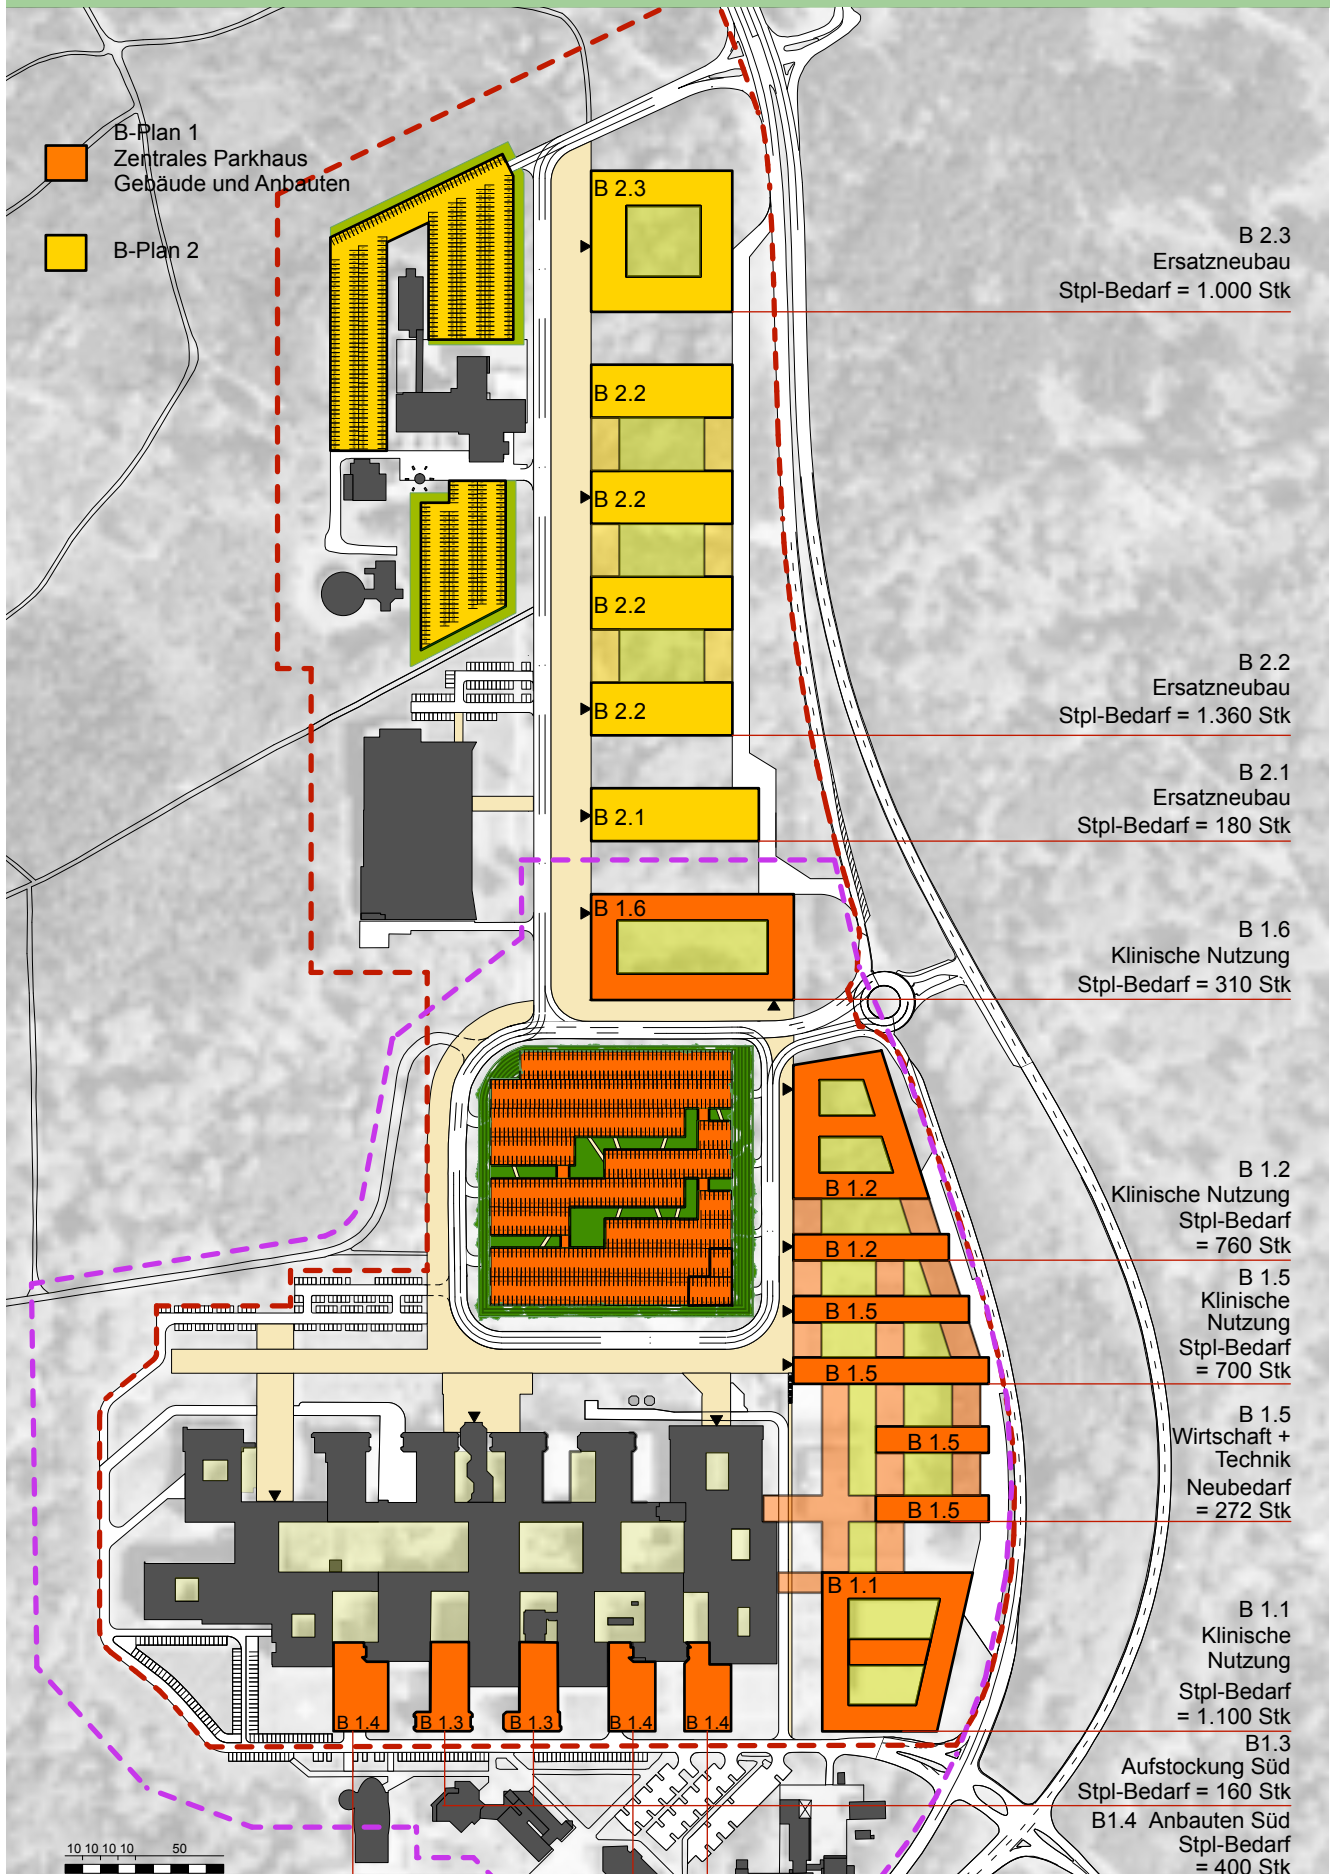 B-Plan 1
Zentrales Parkhaus
Gebäude und Anbauten
B-Plan 2
B 2.3
B 2.3
Ersatzneubau
Stpl-Bedarf = 1.000 Stk
B 2.2
B 2.2
B 2.2
B 2.2
B 2.2
Ersatzneubau
Stpl-Bedarf = 1.360 Stk
B 2.1
B 2.1
Ersatzneubau
Stpl-Bedarf = 180 Stk
B 1.6
B 1.6
Klinische Nutzung
Stpl-Bedarf = 310 Stk
B 1.2
B 1.2
B 1.2
Klinische Nutzung
Stpl-Bedarf
= 760 Stk
B 1.5
B 1.5
B 1.5
Klinische
Nutzung
Stpl-Bedarf
= 700 Stk
B 1.5
B 1.5
B 1.5
Wirtschaft +
Technik
Neubedarf
= 272 Stk
B 1.1
B 1.1
Klinische
Nutzung
Stpl-Bedarf
= 1.100 Stk
B 1.4
B 1.3
B 1.3
B 1.4
B 1.4
B1.3
Aufstockung Süd
Stpl-Bedarf = 160 Stk
B1.4 Anbauten Süd
Stpl-Bedarf
= 400 Stk
10 10 10 10 50